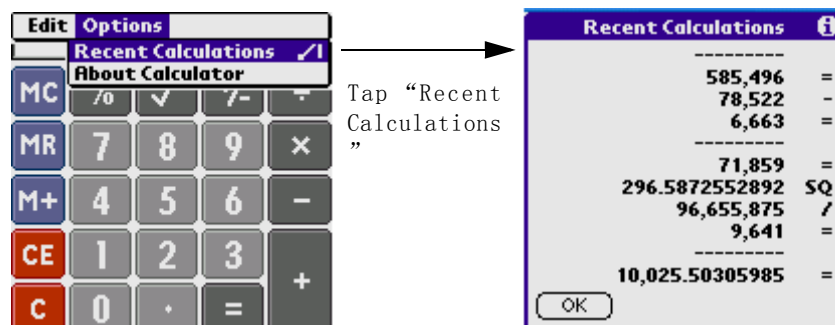 Edit Options
Recent Calculations /I
About Calculator
MC
MR 7 8 9 ×
M+ 4 5 6 −
CE 1 2 3 +
C 0 . =
Tap “Recent
Calculations
”
Recent Calculations i
----------
585,496 =
78,522 -
6,663 =
----------
71,859 =
296.5872552892 SQ
96,655,875 /
9,641 =
----------
10,025.50305985 =
OK